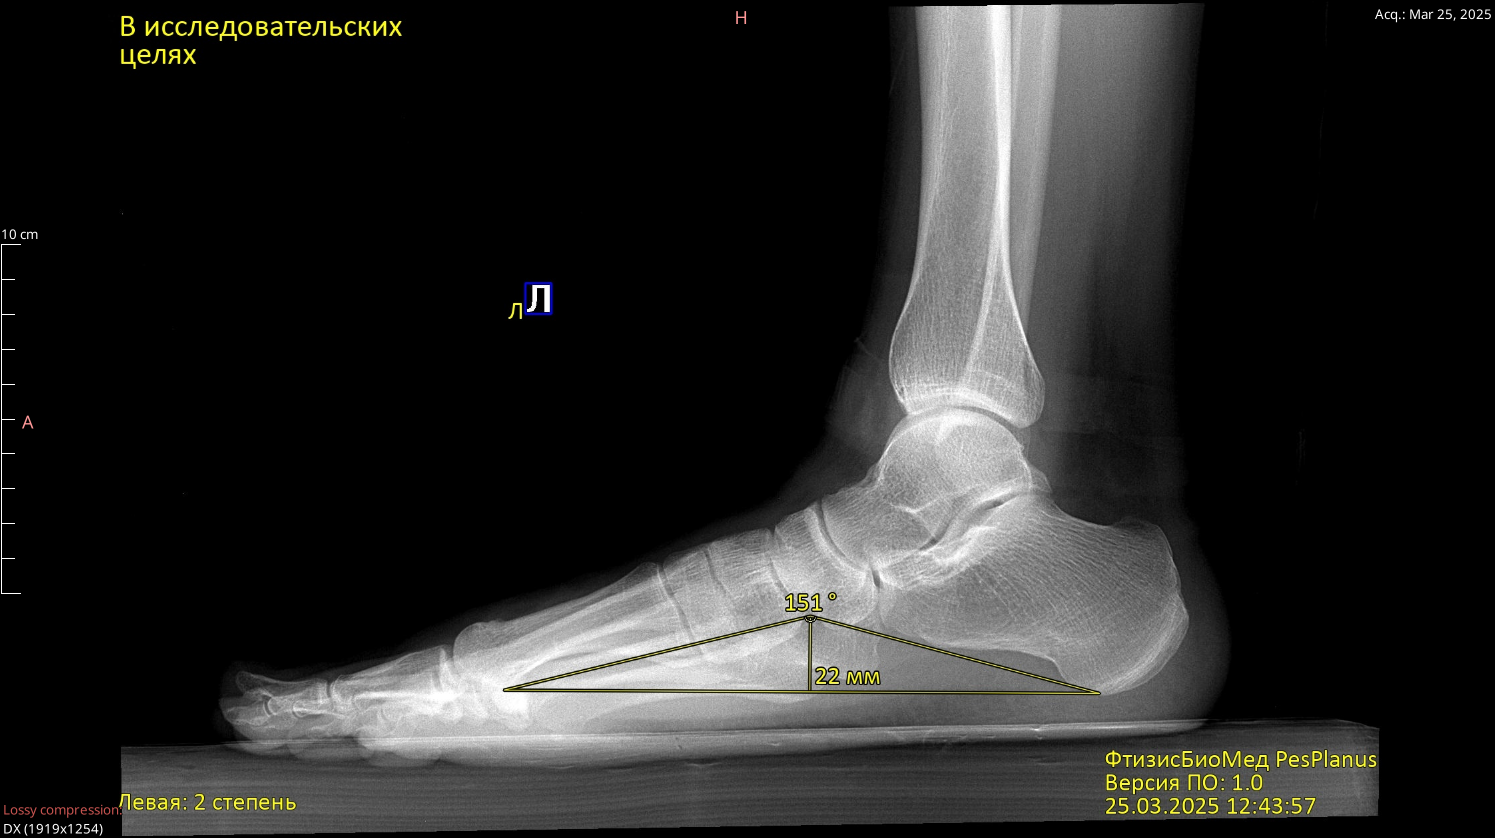 В исследовательских
целях
H
Acq.: Mar 25, 2025
10 cm
Л
Л
A
151 °
22 мм
ФтизисБиоМед PesPlanus
Версия ПО: 1.0
25.03.2025 12:43:57
Левая: 2 степень
Lossy compression
DX (1919x1254)